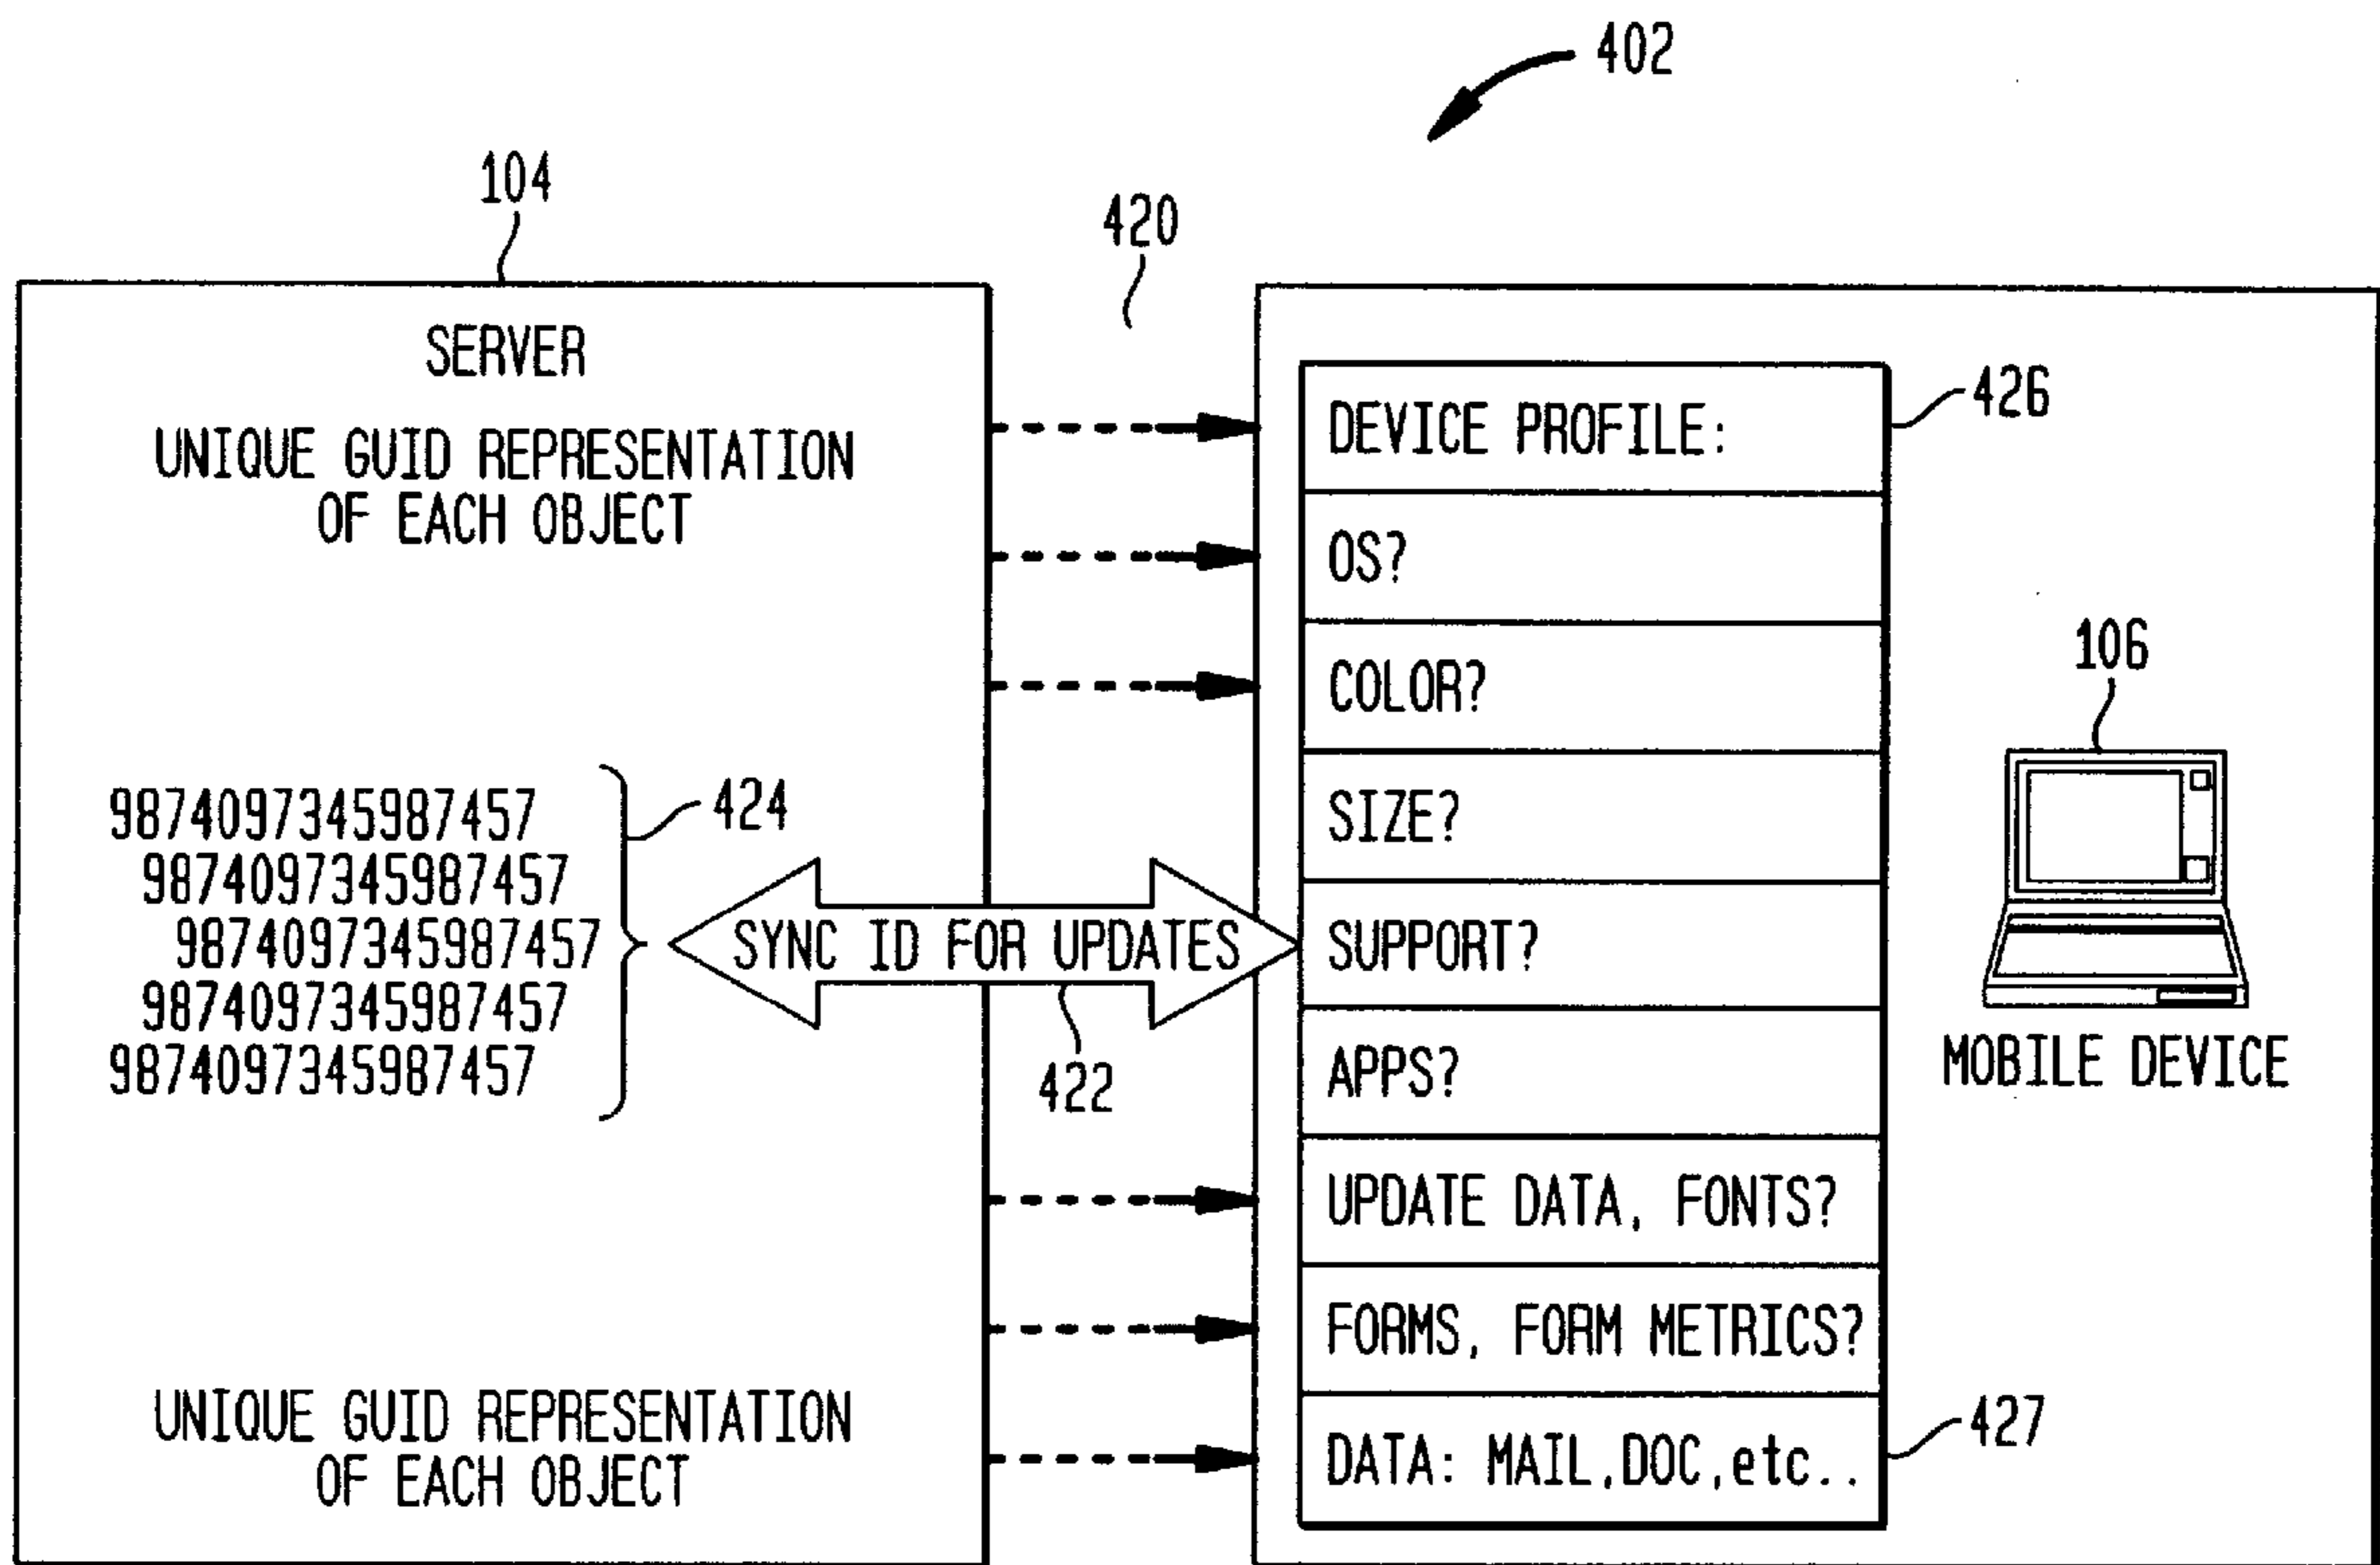 402
104
420
SERVER
UNIQUE GUID REPRESENTATION
OF EACH OBJECT
9874097345987457
9874097345987457
9874097345987457
9874097345987457
9874097345987457
424
SYNC ID FOR UPDATES
422
UNIQUE GUID REPRESENTATION
OF EACH OBJECT
DEVICE PROFILE:
426
OS?
COLOR?
SIZE?
SUPPORT?
APPS?
UPDATE DATA, FONTS?
FORMS, FORM METRICS?
DATA: MAIL,DOC,etc..
427
106
MOBILE DEVICE